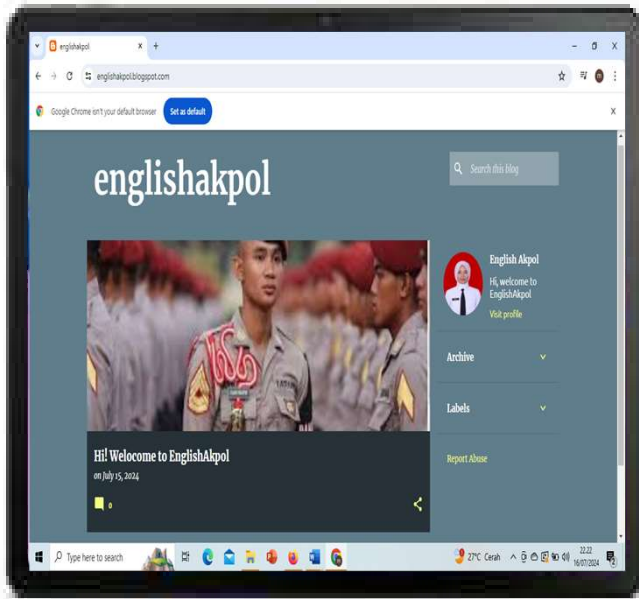 englishakpol
englishakpol.blogspot.com
Google Chrome isn't your default browser
Set as default
englishakpol
Search this blog
English Akpol
Hi, welcome to
EnglishAkpol
Visit profile
Archive
Labels
Report Abuse
Hi! Welocome to EnglishAkpol
on July 15, 2024
0
Type here to search
27°C Cerah
22.22
16/07/2024